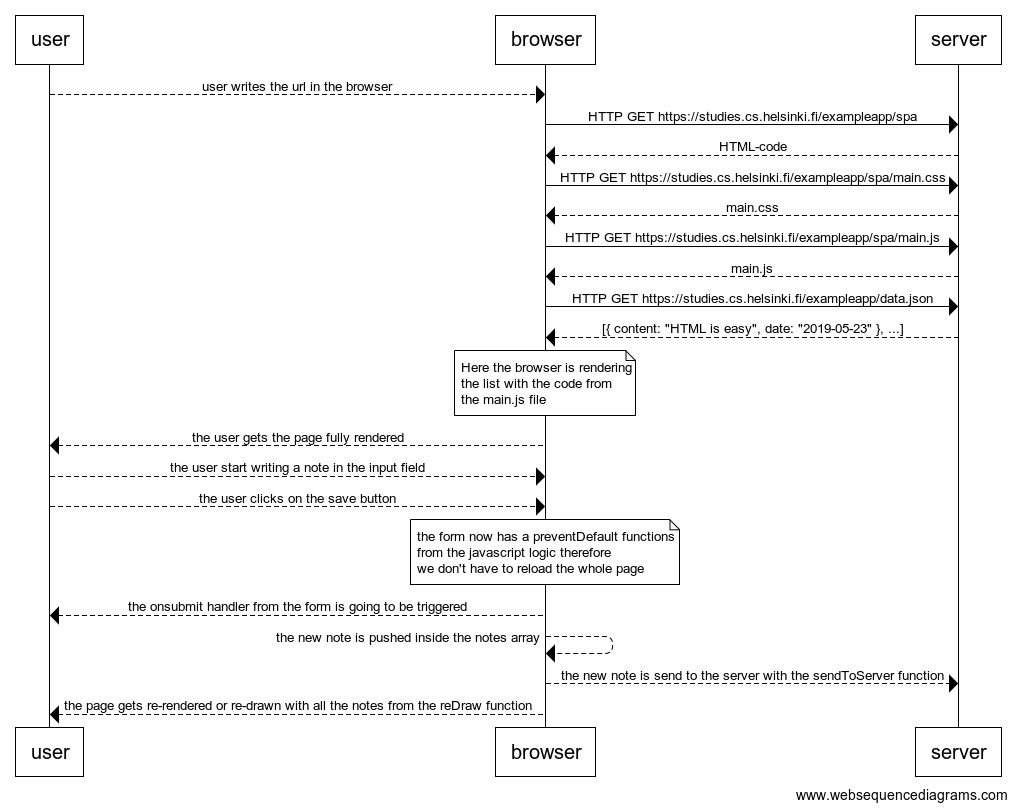 user
browser
server
user writes the url in the browser
HTTP GET https://studies.cs.helsinki.fi/exampleapp/spa
HTML-code
HTTP GET https://studies.cs.helsinki.fi/exampleapp/spa/main.css
main.css
HTTP GET https://studies.cs.helsinki.fi/exampleapp/spa/main.js
main.js
HTTP GET https://studies.cs.helsinki.fi/exampleapp/data.json
[{ content: "HTML is easy", date: "2019-05-23" }, ...]
Here the browser is rendering
the list with the code from
the main.js file
the user gets the page fully rendered
the user start writing a note in the input field
the user clicks on the save button
the form now has a preventDefault functions
from the javascript logic therefore
we don't have to reload the whole page
the onsubmit handler from the form is going to be triggered
the new note is pushed inside the notes array
the new note is send to the server with the sendToServer function
the page gets re-rendered or re-drawn with all the notes from the reDraw function
user
browser
server
www.websequencediagrams.com